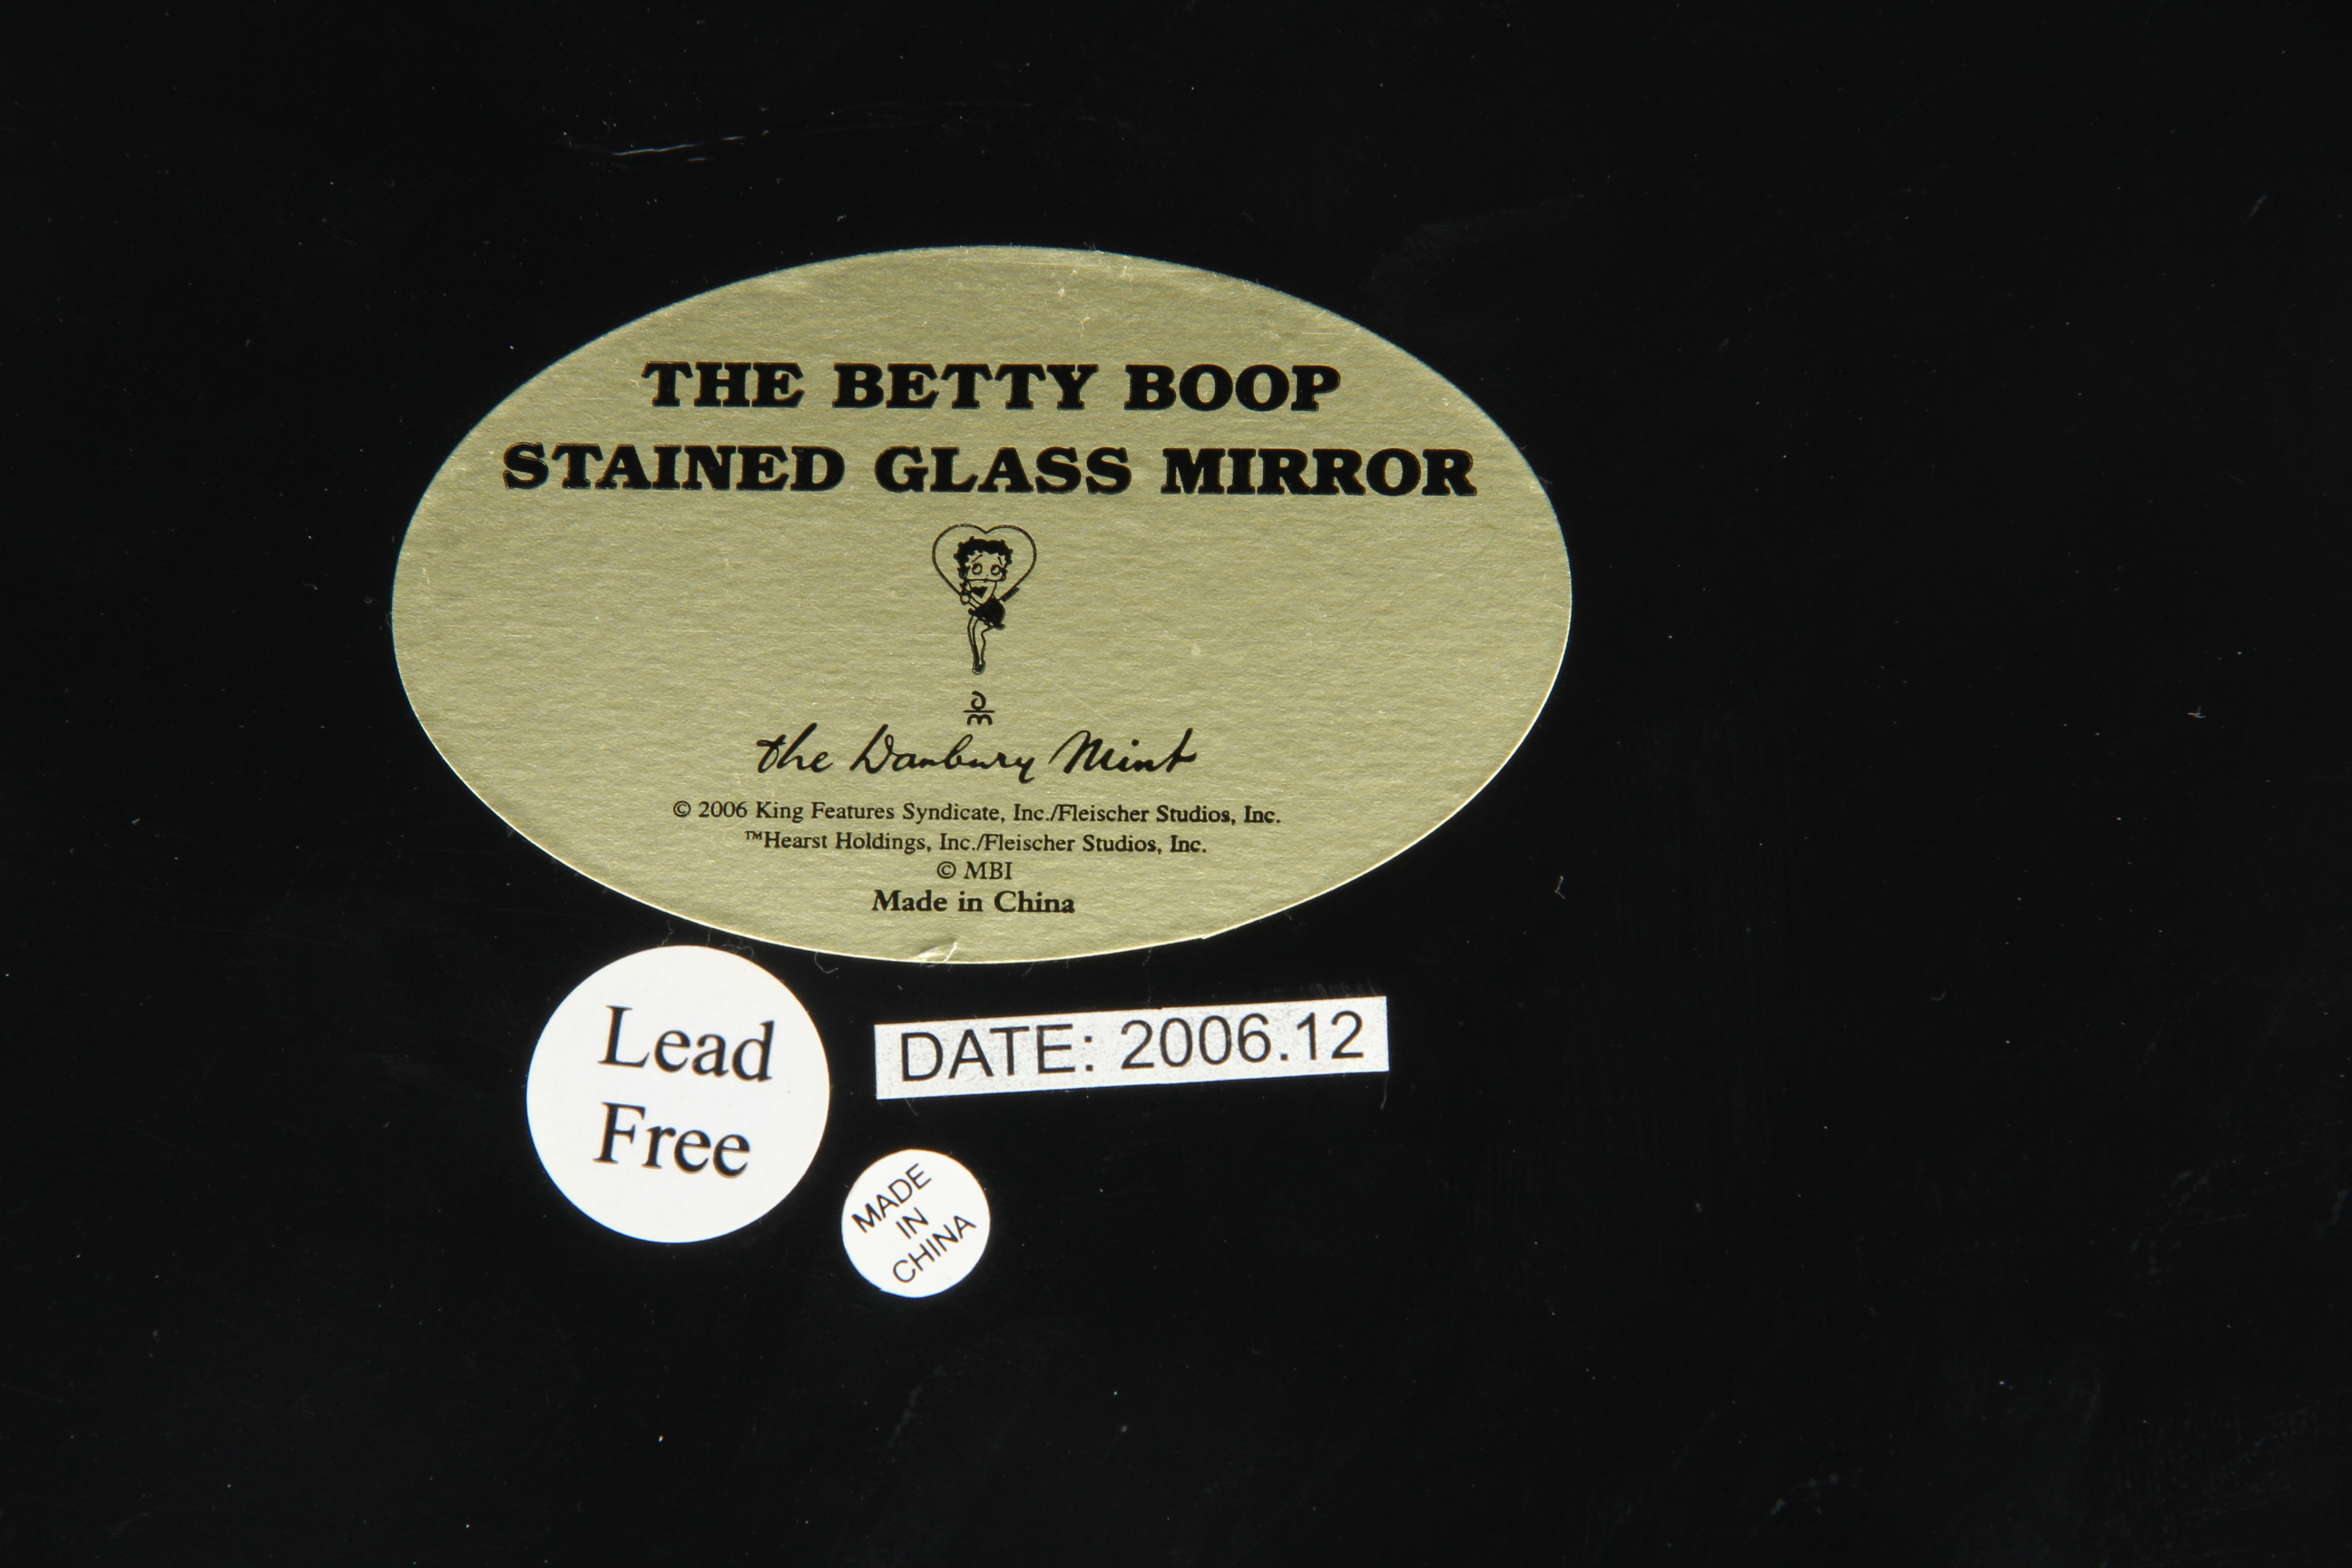 THE BETTY BOOP
STAINED GLASS MIRROR
the Danbury Mint
© 2006 King Features Syndicate, Inc./Fleischer Studios, Inc.
™Hearst Holdings, Inc./Fleischer Studios, Inc.
© MBI
Made in China
Lead
Free
DATE: 2006.12
MADE
IN
CHINA